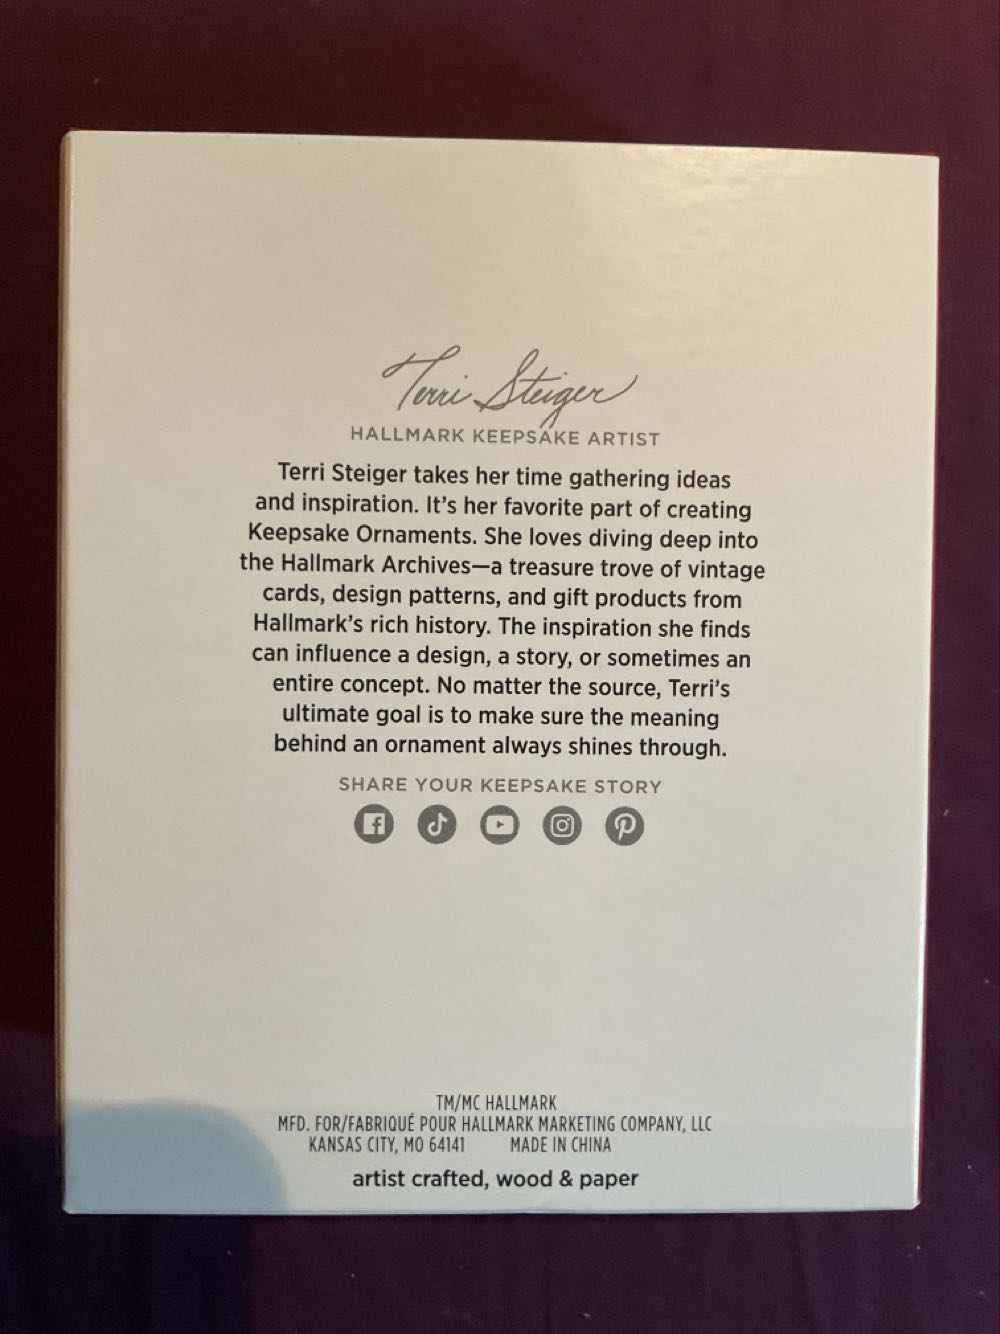 Terri Steiger
HALLMARK KEEPSAKE ARTIST
Terri Steiger takes her time gathering ideas
and inspiration. It's her favorite part of creating
Keepsake Ornaments. She loves diving deep into
the Hallmark Archives—a treasure trove of vintage
cards, design patterns, and gift products from
Hallmark's rich history. The inspiration she finds
can influence a design, a story, or sometimes an
entire concept. No matter the source, Terri's
ultimate goal is to make sure the meaning
behind an ornament always shines through.
SHARE YOUR KEEPSAKE STORY
TM/MC HALLMARK
MFD. FOR/FABRIQUÉ POUR HALLMARK MARKETING COMPANY, LLC
KANSAS CITY, MO 64141 MADE IN CHINA
artist crafted, wood & paper